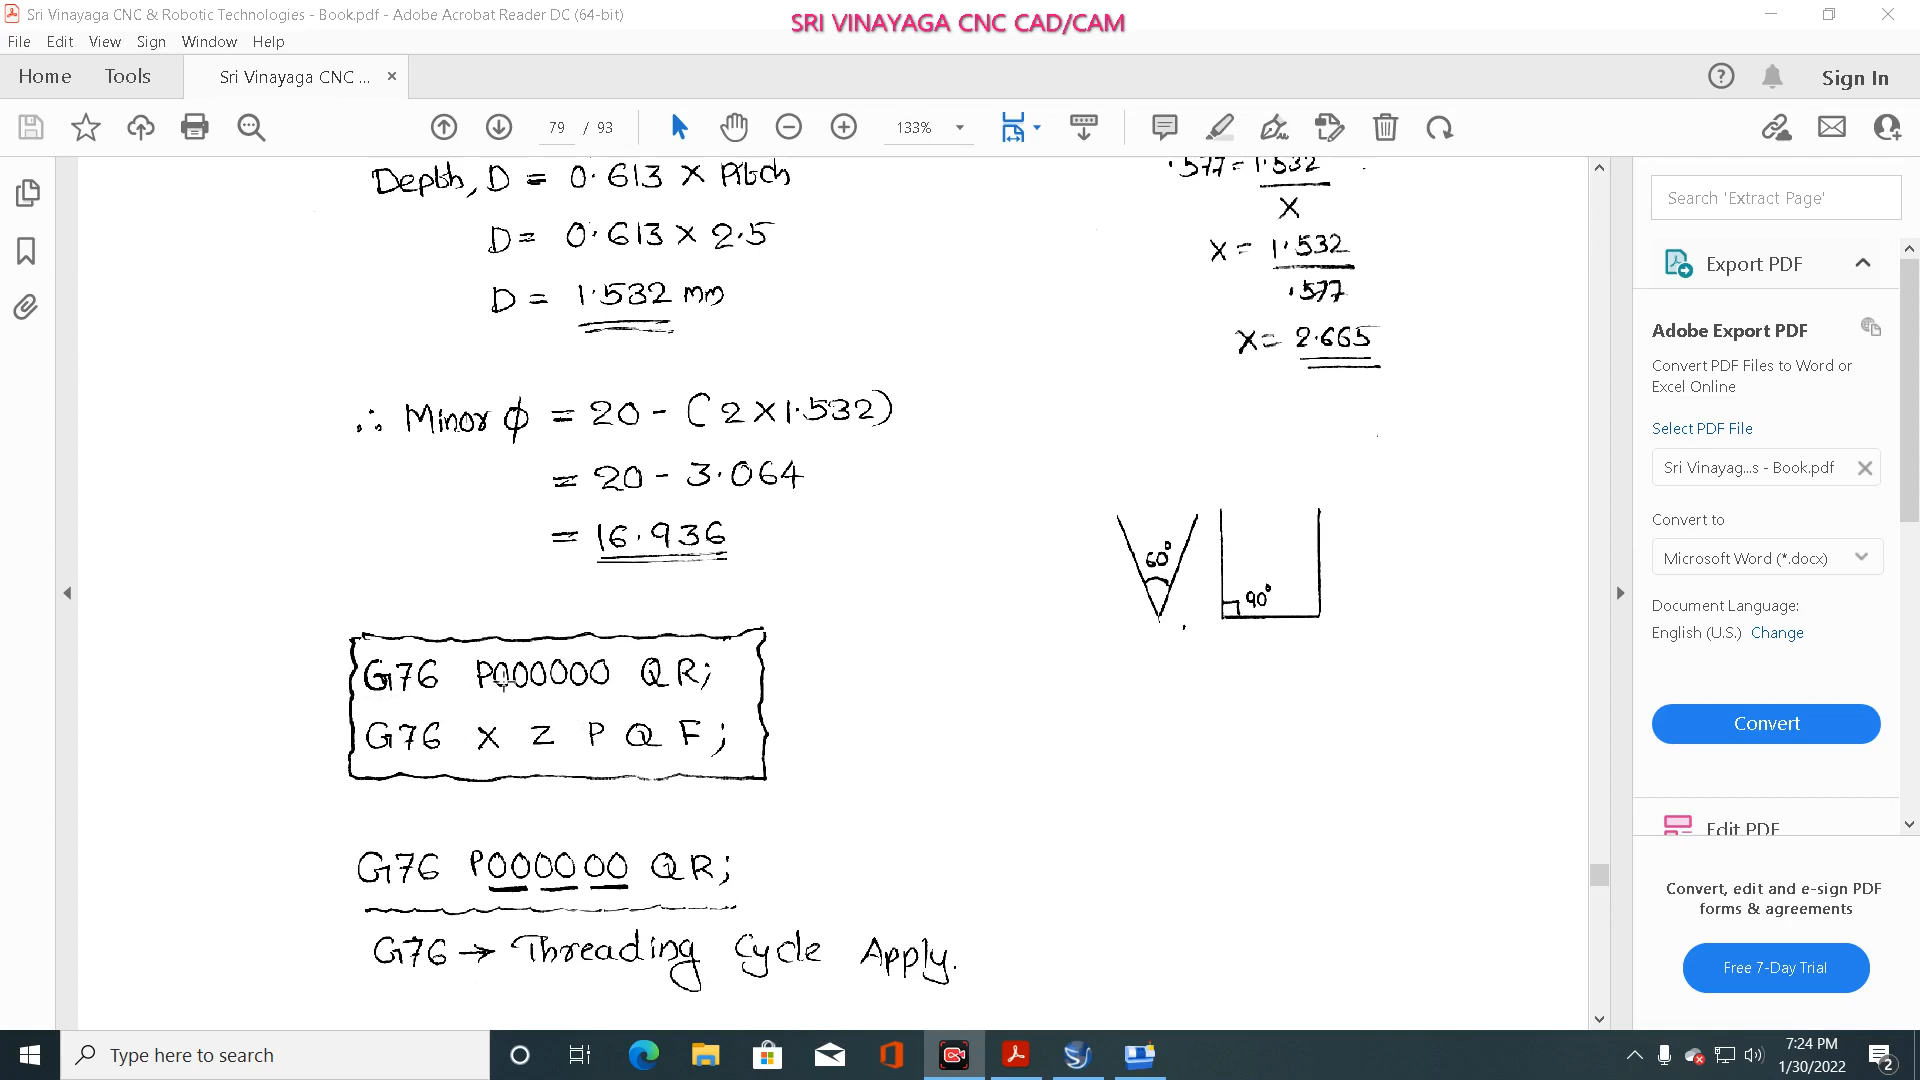 Sri Vinayaga CNC & Robotic Technologies - Book.pdf - Adobe Acrobat Reader DC (64-bit)
SRI VINAYAGA CNC CAD/CAM
File Edit View Sign Window Help
Home Tools Sri Vinayaga CNC ... × Sign In
79 / 93 133%
Depth, D = 0.613 X Pitch
D = 0.613 X 2.5
D = 1.532 mm
∴ Minor ϕ = 20 - (2 X 1.532)
= 20 - 3.064
= 16.936
G76 P000000 QR;
G76 X Z P Q F;
G76 P000000 QR;
G76 → Threading Cycle Apply.
.577 = 1.532
X
X = 1.532
.577
X = 2.665
60°
90°
Search 'Extract Page'
Export PDF
Adobe Export PDF
Convert PDF Files to Word or
Excel Online
Select PDF File
Sri Vinayag...s - Book.pdf
Convert to
Microsoft Word (*.docx)
Document Language:
English (U.S.) Change
Convert
Edit PDF
Convert, edit and e-sign PDF
forms & agreements
Free 7-Day Trial
Type here to search
7:24 PM
1/30/2022
2